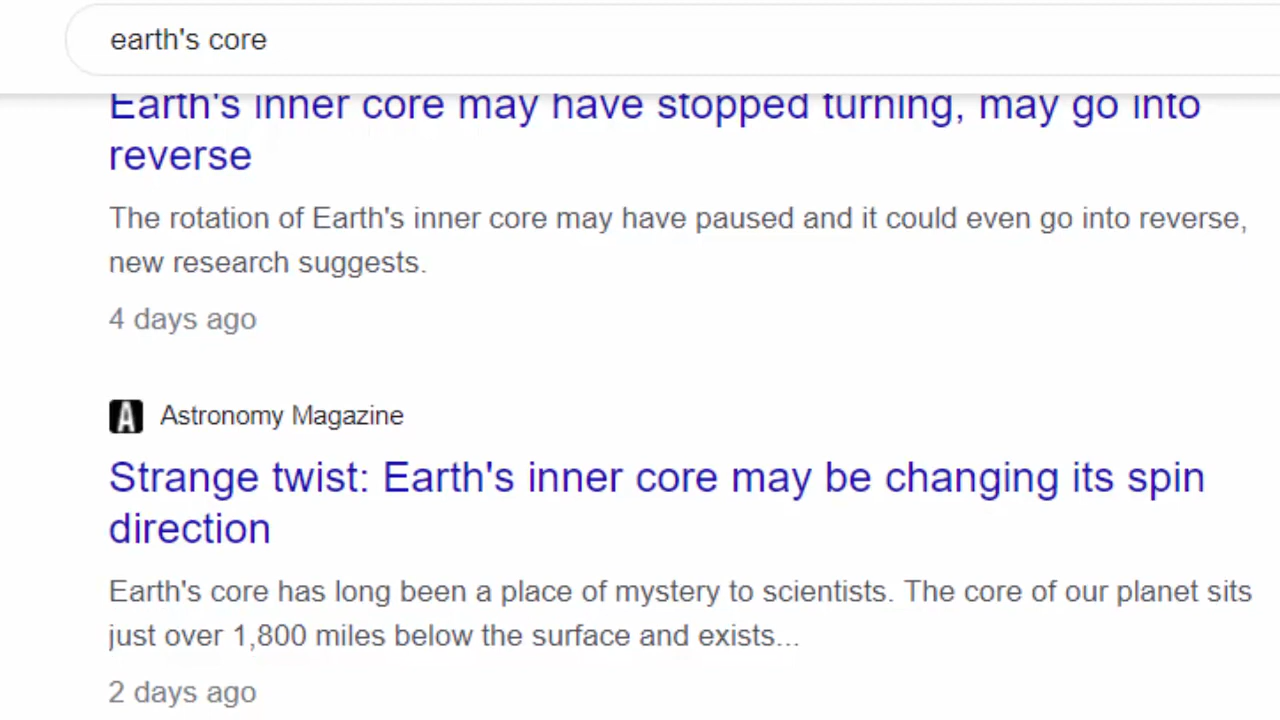 earth's core
Earth's inner core may have stopped turning, may go into
reverse
The rotation of Earth's inner core may have paused and it could even go into reverse,
new research suggests.
4 days ago
A Astronomy Magazine
Strange twist: Earth's inner core may be changing its spin
direction
Earth's core has long been a place of mystery to scientists. The core of our planet sits
just over 1,800 miles below the surface and exists...
2 days ago